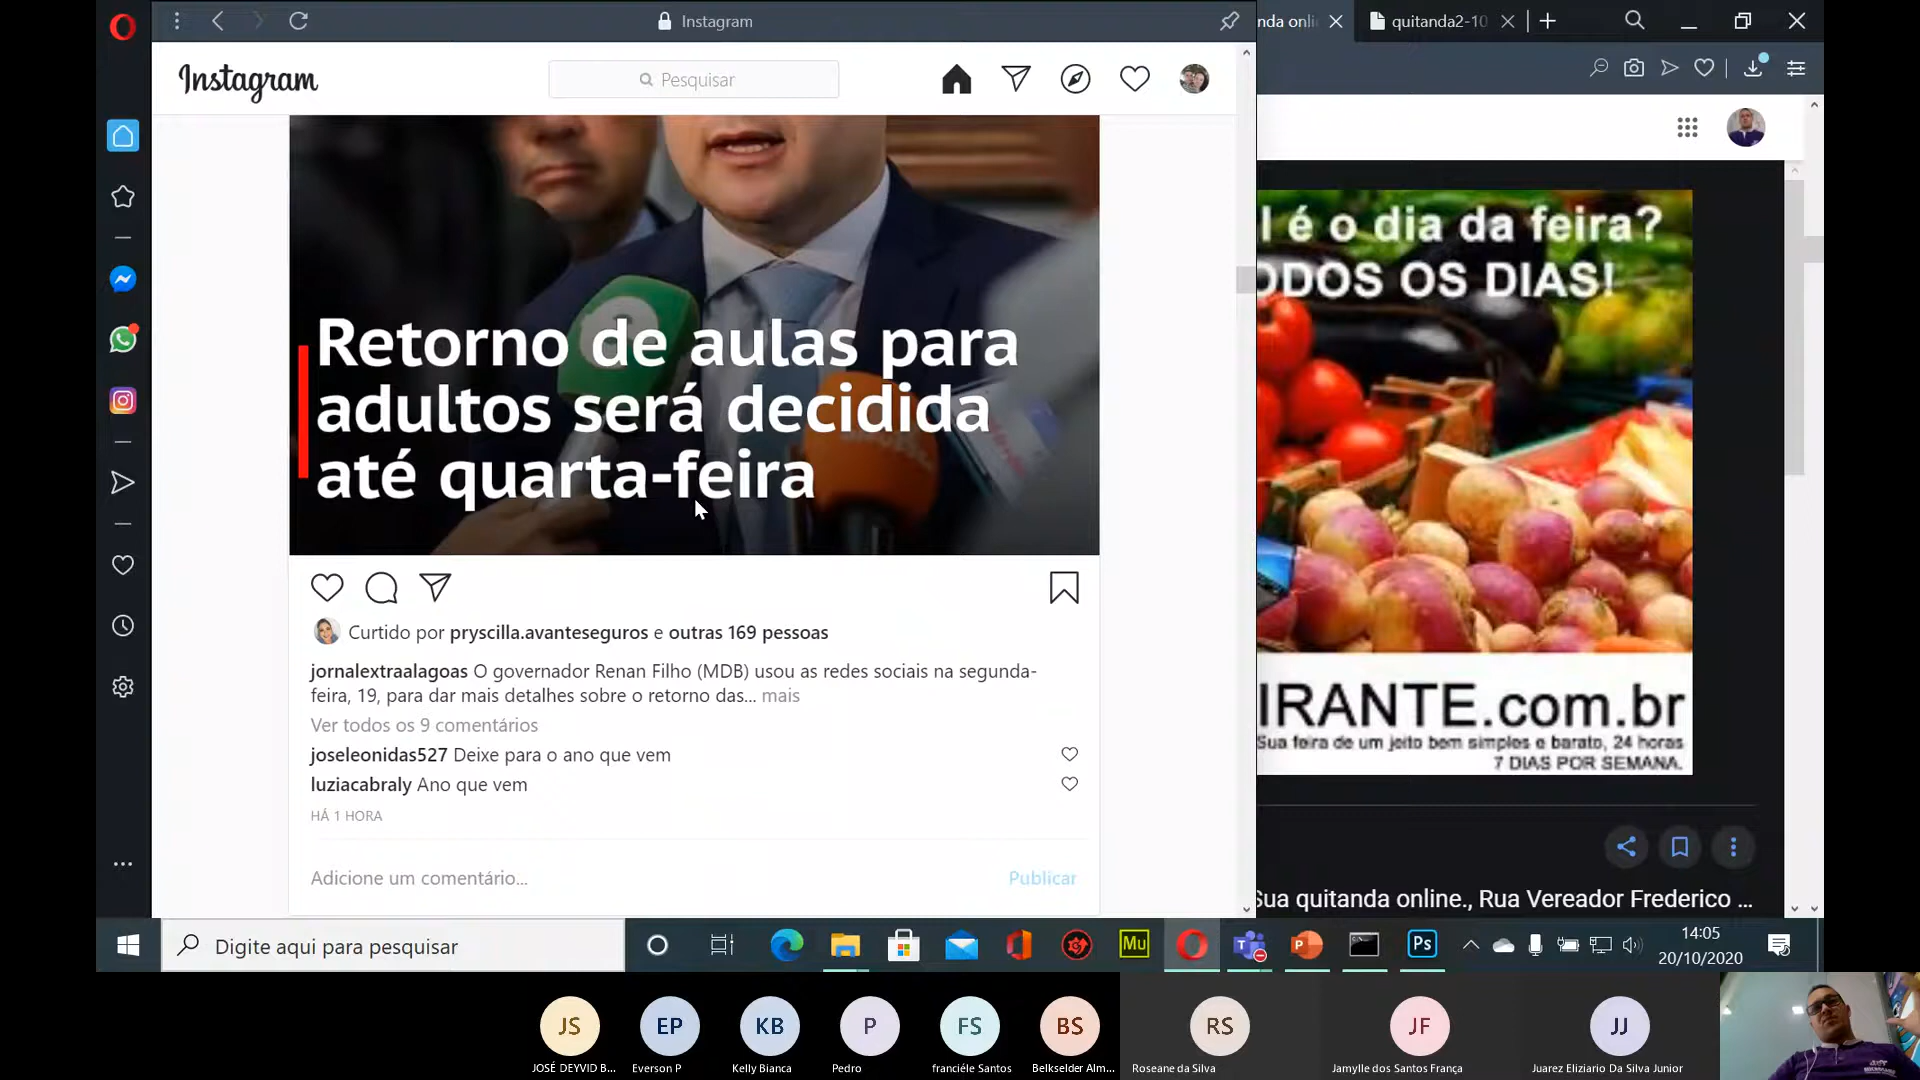 Instagram
nda onli
quitanda2-10
Instagram
Pesquisar
Retorno de aulas para
adultos será decidida
até quarta-feira
Curtido por pryscilla.avanteseguros e outras 169 pessoas
jornalextraalagoas O governador Renan Filho (MDB) usou as redes sociais na segunda-
feira, 19, para dar mais detalhes sobre o retorno das... mais
Ver todos os 9 comentários
joseleonidas527 Deixe para o ano que vem
luziacabraly Ano que vem
HÁ 1 HORA
Adicione um comentário...
Publicar
l é o dia da feira?
ODOS OS DIAS!
IRANTE.com.br
Sua feira de um jeito bem simples e barato, 24 horas
7 DIAS POR SEMANA.
Sua quitanda online., Rua Vereador Frederico ...
Digite aqui para pesquisar
Mu
Ps
14:05
20/10/2020
JS
EP
KB
P
FS
BS
RS
JF
JJ
JOSÉ DEYVID B...
Everson P
Kelly Bianca
Pedro
franciéle Santos
Belkselder Alm...
Roseane da Silva
Jamylle dos Santos França
Juarez Eliziario Da Silva Junior